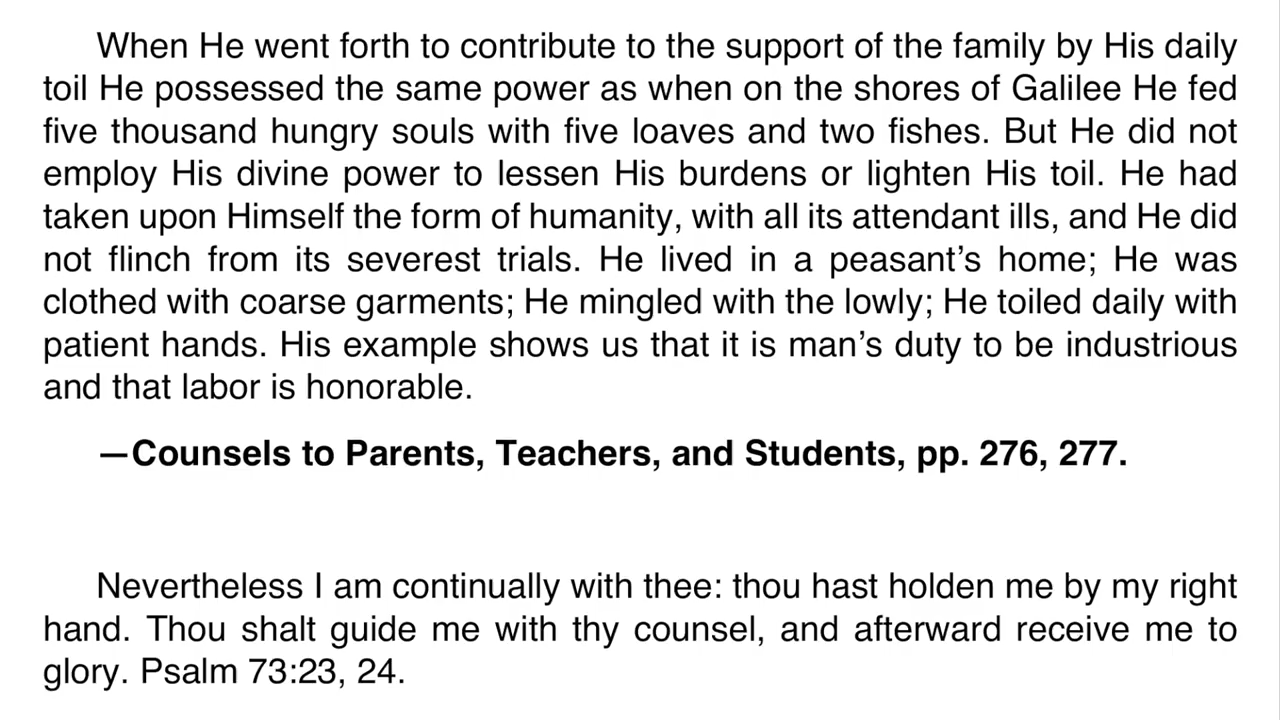 When He went forth to contribute to the support of the family by His daily
toil He possessed the same power as when on the shores of Galilee He fed
five thousand hungry souls with five loaves and two fishes. But He did not
employ His divine power to lessen His burdens or lighten His toil. He had
taken upon Himself the form of humanity, with all its attendant ills, and He did
not flinch from its severest trials. He lived in a peasant’s home; He was
clothed with coarse garments; He mingled with the lowly; He toiled daily with
patient hands. His example shows us that it is man’s duty to be industrious
and that labor is honorable.
—Counsels to Parents, Teachers, and Students, pp. 276, 277.
Nevertheless I am continually with thee: thou hast holden me by my right
hand. Thou shalt guide me with thy counsel, and afterward receive me to
glory. Psalm 73:23, 24.